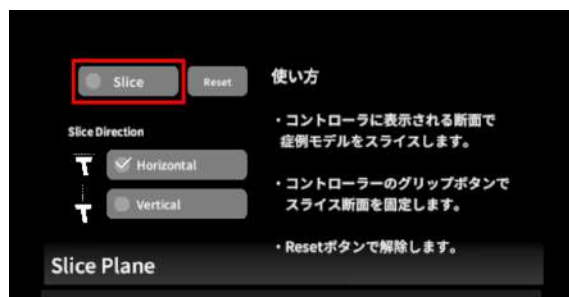 Slice
Reset
Slice Direction
Horizontal
Vertical
使い方
・コントローラに表示される断面で
症例モデルをスライスします。
・コントローラーのグリップボタンで
スライス断面を固定します。
・Resetボタンで解除します。
Slice Plane